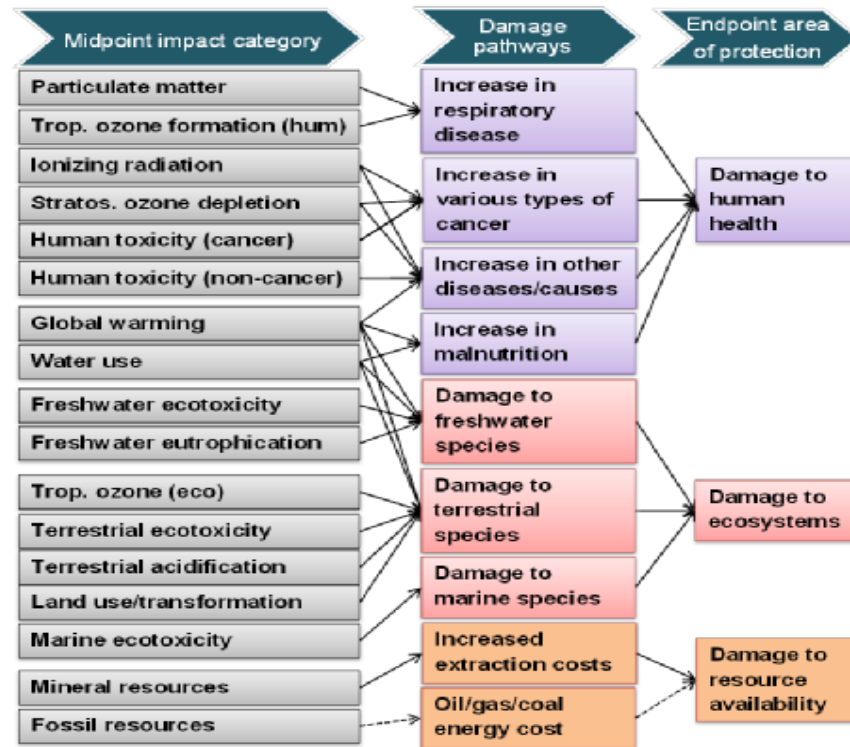 Midpoint impact category
Damage
pathways
Endpoint area
of protection
Particulate matter
Trop. ozone formation (hum)
Ionizing radiation
Stratos. ozone depletion
Human toxicity (cancer)
Human toxicity (non-cancer)
Global warming
Water use
Freshwater ecotoxicity
Freshwater eutrophication
Trop. ozone (eco)
Terrestrial ecotoxicity
Terrestrial acidification
Land use/transformation
Marine ecotoxicity
Mineral resources
Fossil resources
Increase in
respiratory
disease
Increase in
various types of
cancer
Increase in other
diseases/causes
Increase in
malnutrition
Damage to
freshwater
species
Damage to
terrestrial
species
Damage to
marine species
Increased
extraction costs
Oil/gas/coal
energy cost
Damage to
human
health
Damage to
ecosystems
Damage to
resource
availability